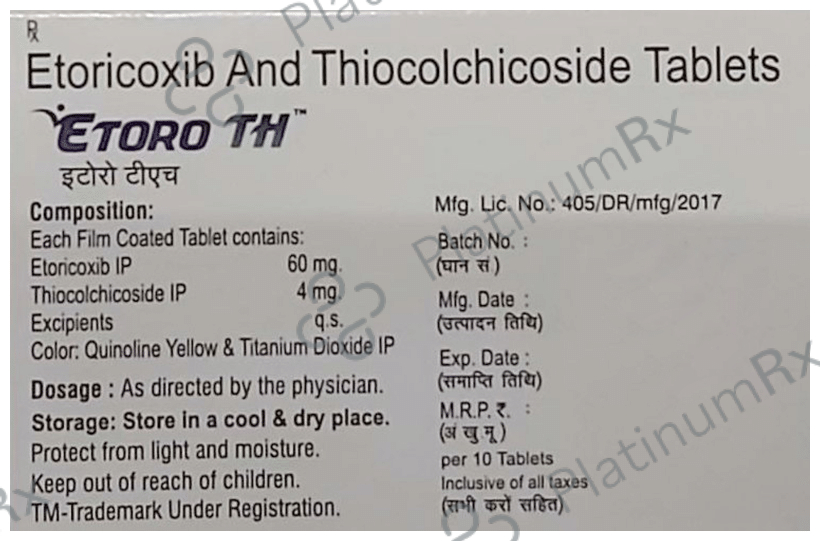 Rx
Etoricoxib And Thiocolchicoside Tablets
ETORO TH™
इटोरो टीएच
Composition:
Each Film Coated Tablet contains:
Etoricoxib IP 60 mg.
Thiocolchicoside IP 4 mg.
Excipients q.s.
Color: Quinoline Yellow & Titanium Dioxide IP
Dosage : As directed by the physician.
Storage: Store in a cool & dry place.
Protect from light and moisture.
Keep out of reach of children.
TM-Trademark Under Registration.
Mfg. Lic. No.: 405/DR/mfg/2017
Batch No. :
(घान सं)
Mfg. Date :
(उत्पादन तिथि)
Exp. Date :
(समाप्ति तिथि)
M.R.P. ₹. :
(अं खु मू)
per 10 Tablets
Inclusive of all taxes
(सभी करों सहित)
PlatinumRx
PlatinumRx